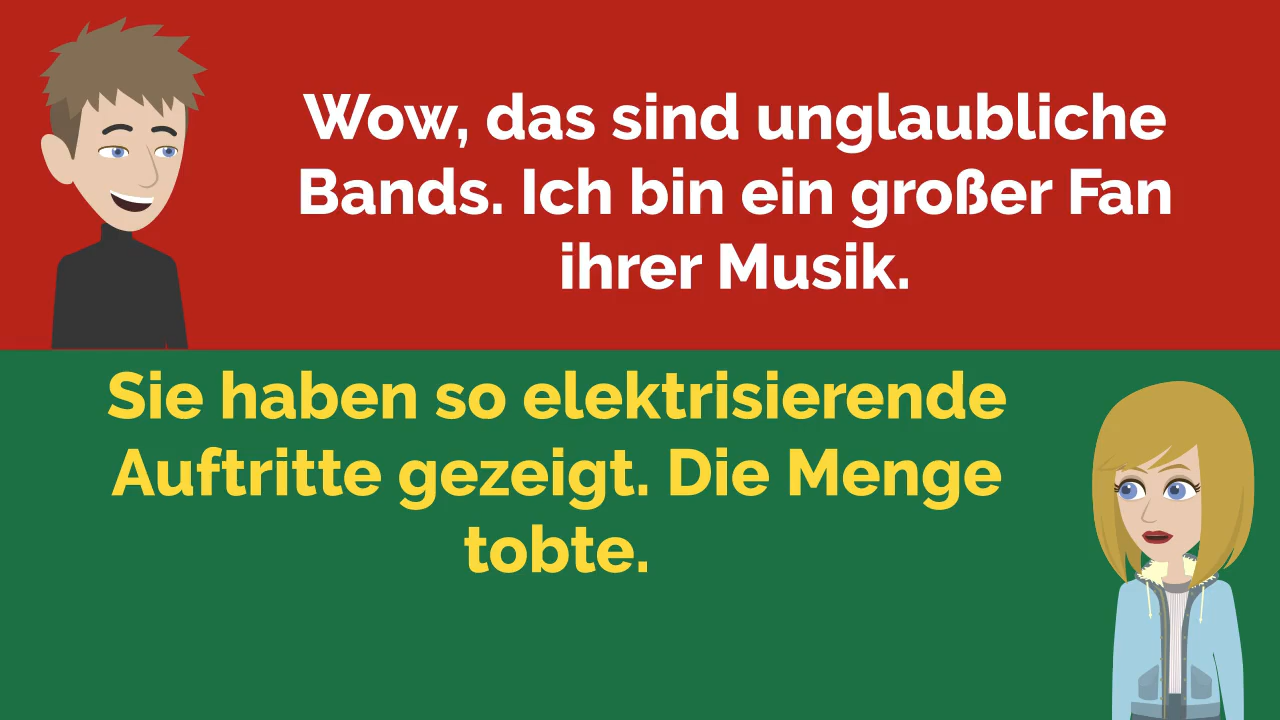 Wow, das sind unglaubliche
Bands. Ich bin ein großer Fan
ihrer Musik.
Sie haben so elektrisierende
Auftritte gezeigt. Die Menge
tobte.